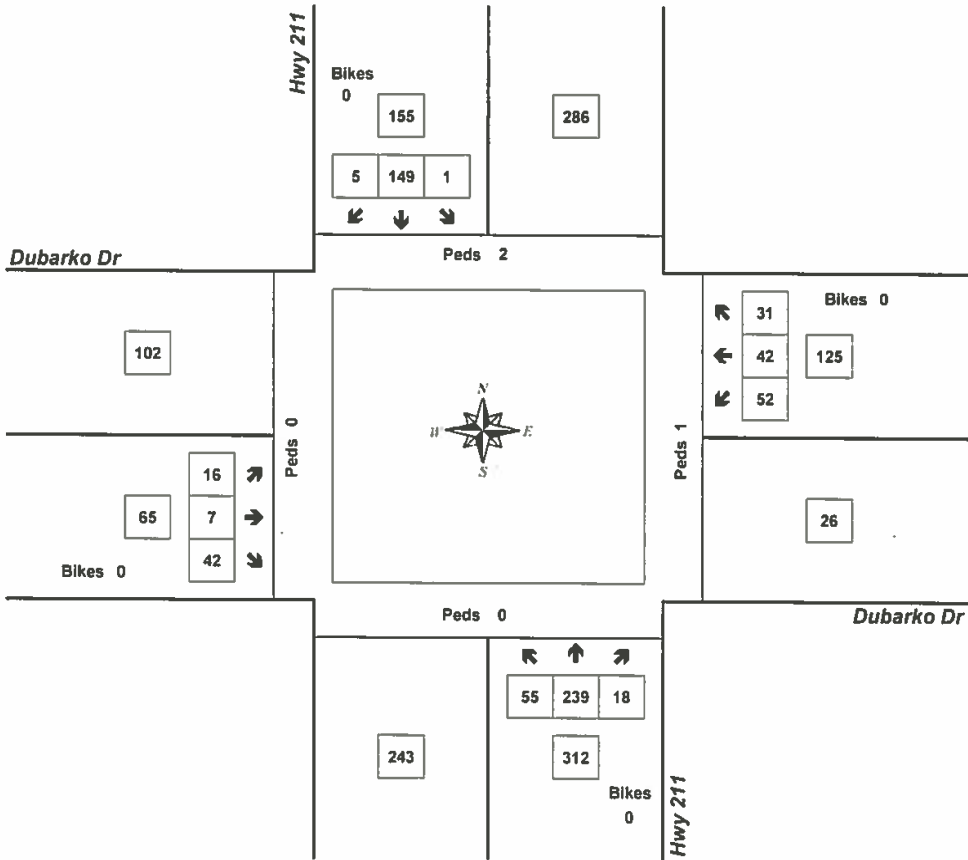 Hwy 211
Bikes
0
155
286
5 149 1
Peds 2
Dubarko Dr
31
Bikes 0
102
42
125
52
N
W E
S
Peds 0
Peds 1
16
65
7
26
42
Bikes 0
Peds 0
Dubarko Dr
55 239 18
243
312
Bikes
0
Hwy 211